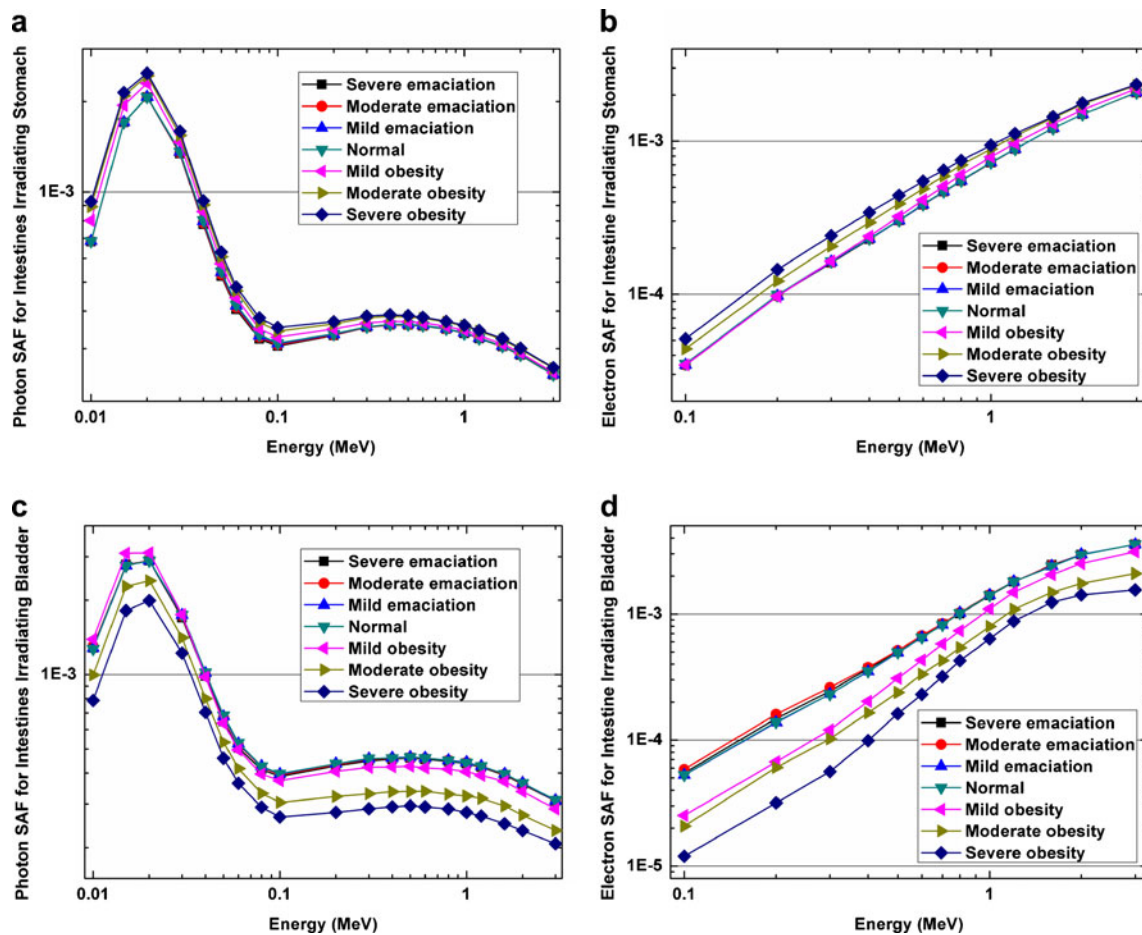 a
Photon SAF for Intestines Irradiating Stomach
1E-3
Severe emaciation
Moderate emaciation
Mild emaciation
Normal
Mild obesity
Moderate obesity
Severe obesity
0.01
0.1
1
Energy (MeV)
b
Electron SAF for Intestine Irradiating Stomach
1E-3
1E-4
Severe emaciation
Moderate emaciation
Mild emaciation
Normal
Mild obesity
Moderate obesity
Severe obesity
0.1
1
Energy (MeV)
c
Photon SAF for Intestine Irradiating Bladder
1E-3
Severe emaciation
Moderate emaciation
Mild emaciation
Normal
Mild obesity
Moderate obesity
Severe obesity
0.01
0.1
1
Energy (MeV)
d
Electron SAF for Intestine Irradiating Bladder
1E-3
1E-4
1E-5
Severe emaciation
Moderate emaciation
Mild emaciation
Normal
Mild obesity
Moderate obesity
Severe obesity
0.1
1
Energy (MeV)